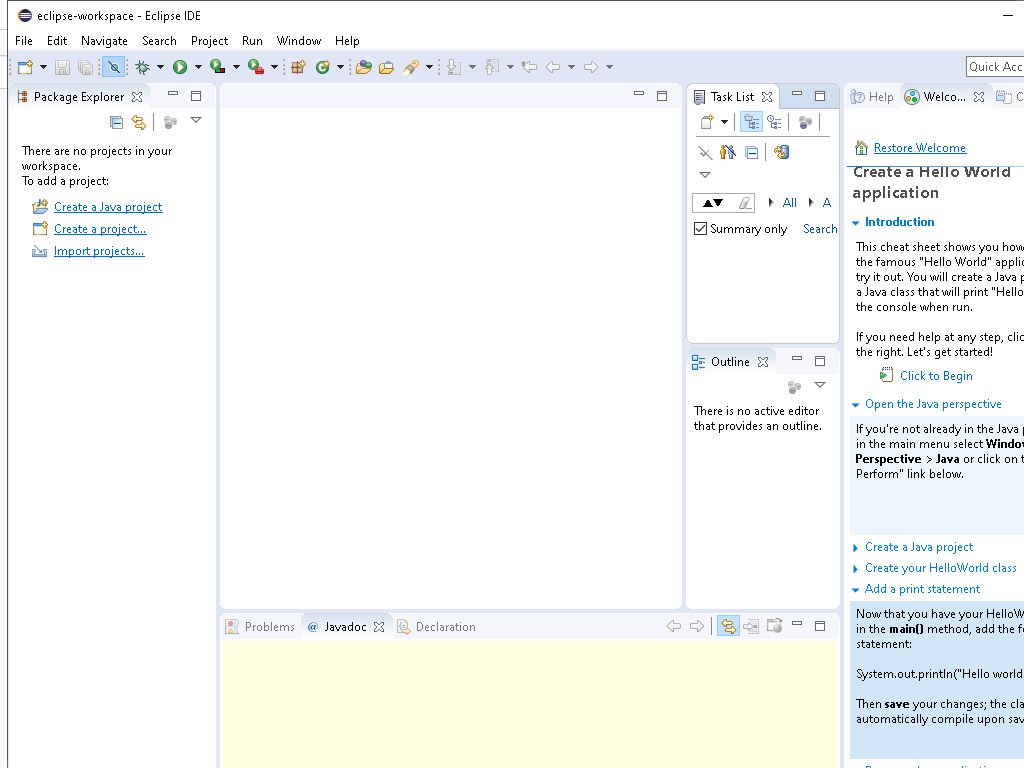 eclipse-workspace - Eclipse IDE
File Edit Navigate Search Project Run Window Help
Quick Acc
Package Explorer
There are no projects in your
workspace.
To add a project:
Create a Java project
Create a project...
Import projects...
Task List
All
A
Summary only
Search
Outline
There is no active editor
that provides an outline.
Problems
@ Javadoc
Declaration
Help
Welco...
C
Restore Welcome
Create a Hello World
application
Introduction
This cheat sheet shows you how
the famous "Hello World" applic
try it out. You will create a Java p
a Java class that will print "Hello
the console when run.
If you need help at any step, clic
the right. Let's get started!
Click to Begin
Open the Java perspective
If you're not already in the Java p
in the main menu select Windo
Perspective > Java or click on t
Perform" link below.
Create a Java project
Create your HelloWorld class
Add a print statement
Now that you have your HelloW
in the main() method, add the fo
statement:
System.out.println("Hello world
Then save your changes; the cla
automatically compile upon sav